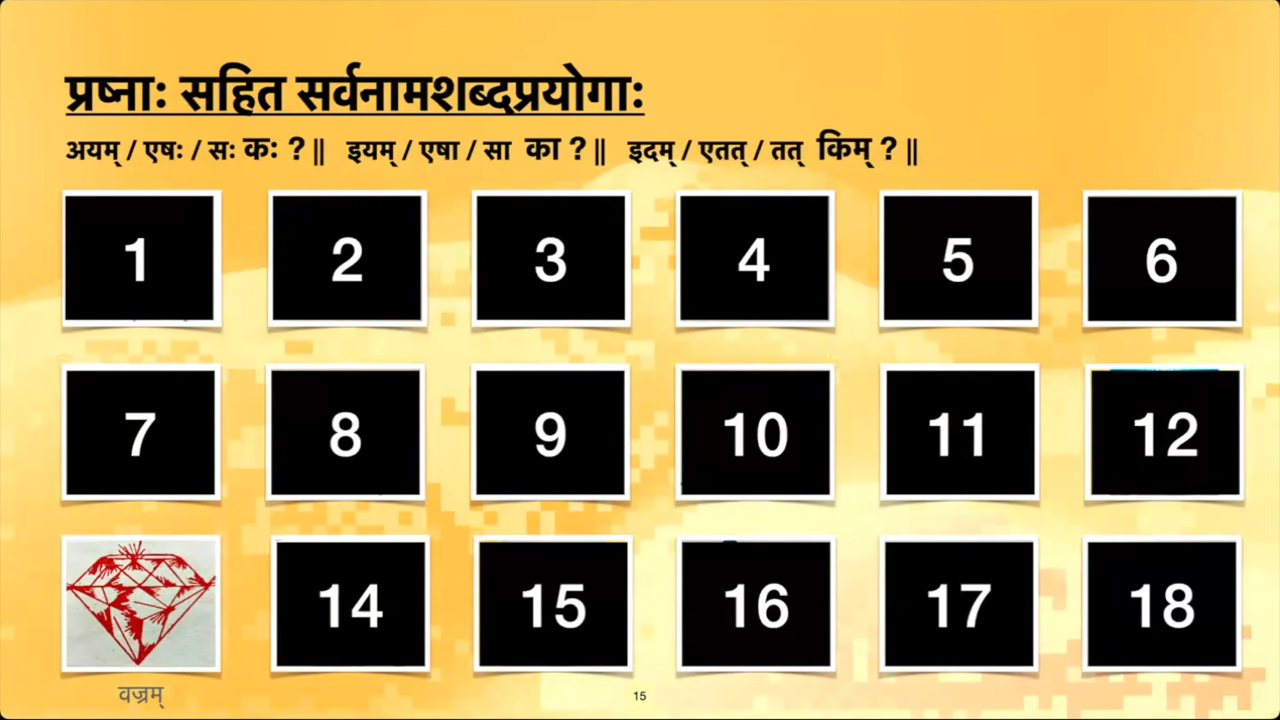 प्रष्नाः सहित सर्वनामशब्दप्रयोगाः
अयम् / एषः / सः कः ? || इयम् / एषा / सा का ? || इदम् / एतत् / तत् किम् ? ||
1 2 3 4 5 6
7 8 9 10 11 12
14 15 16 17 18
वज्रम्
15